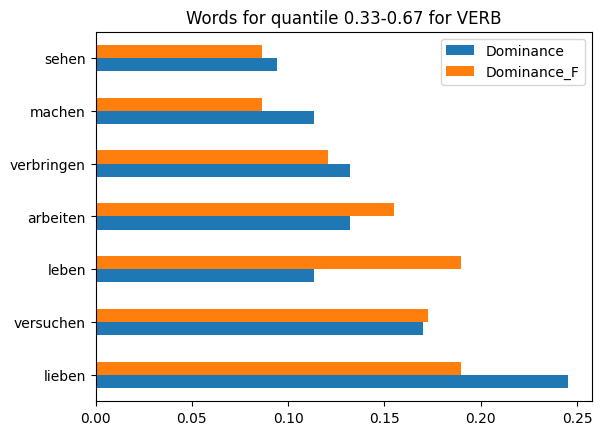 Words for quantile 0.33-0.67 for VERB
Dominance
Dominance_F
sehen
machen
verbringen
arbeiten
leben
versuchen
lieben
0.00 0.05 0.10 0.15 0.20 0.25